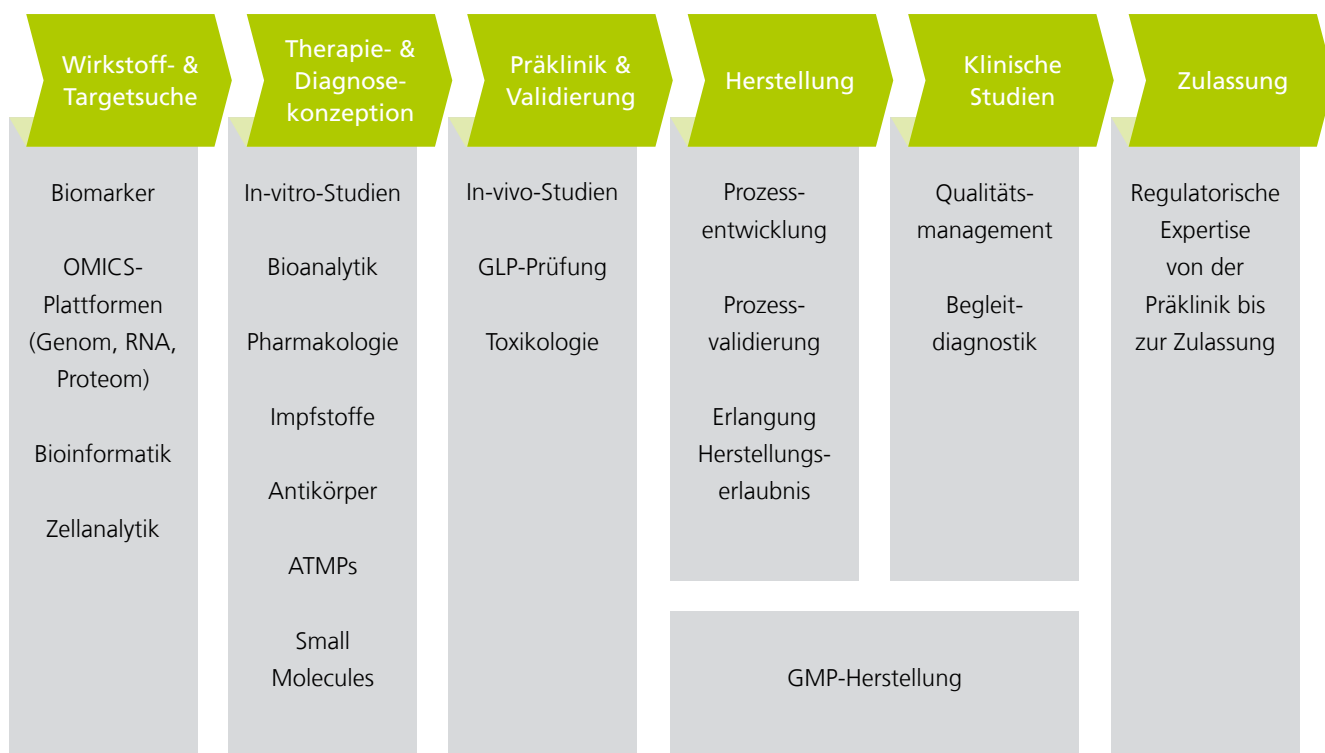 Wirkstoff- &
Targetsuche
Therapie- &
Diagnose-
konzeption
Präklinik &
Validierung
Herstellung
Klinische
Studien
Zulassung
Biomarker
OMICS-
Plattformen
(Genom, RNA,
Proteom)
Bioinformatik
Zellanalytik
In-vitro-Studien
Bioanalytik
Pharmakologie
Impfstoffe
Antikörper
ATMPs
Small
Molecules
In-vivo-Studien
GLP-Prüfung
Toxikologie
Prozess-
entwicklung
Prozess-
validierung
Erlangung
Herstellungs-
erlaubnis
Qualitäts-
management
Begleit-
diagnostik
GMP-Herstellung
Regulatorische
Expertise
von der
Präklinik bis
zur Zulassung